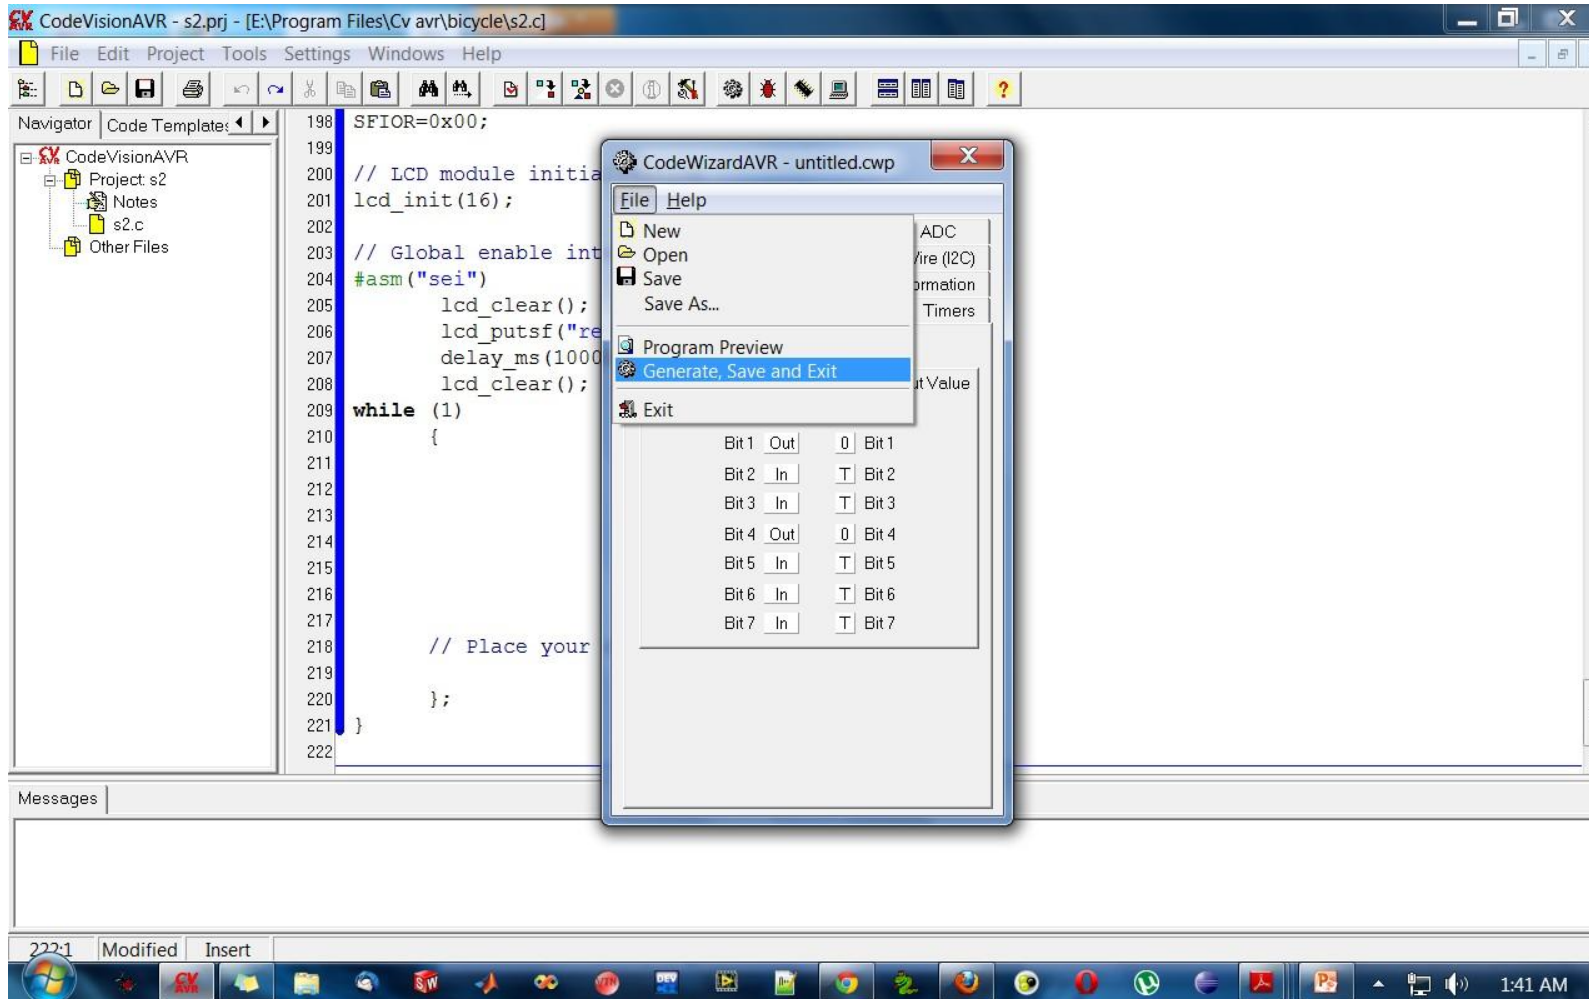 CodeVisionAVR - s2.prj - [E:\Program Files\Cv avr\bicycle\s2.c]
File Edit Project Tools Settings Windows Help
Navigator Code Templates
CodeVisionAVR
Project: s2
Notes
s2.c
Other Files
198 SFIOR=0x00;
199
200 // LCD module initia
201 lcd_init(16);
202
203 // Global enable int
204 #asm("sei")
205 lcd_clear();
206 lcd_putsf("re
207 delay_ms(1000
208 lcd_clear();
209 while (1)
210 {
211
212
213
214
215
216
217
218 // Place your
219
220 };
221 }
222
CodeWizardAVR - untitled.cwp
File Help
New
Open
Save
Save As...
Program Preview
Generate, Save and Exit
Exit
ADC
Wire (I2C)
ormation
Timers
ut Value
Bit 1 Out 0 Bit 1
Bit 2 In T Bit 2
Bit 3 In T Bit 3
Bit 4 Out 0 Bit 4
Bit 5 In T Bit 5
Bit 6 In T Bit 6
Bit 7 In T Bit 7
Messages
222:1 Modified Insert
1:41 AM